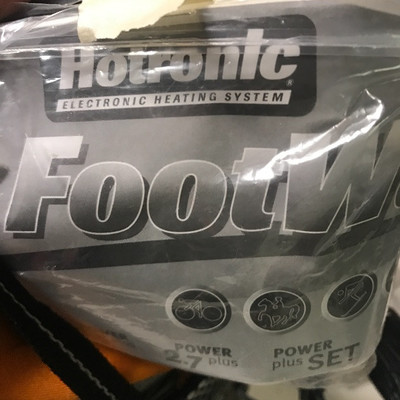 Hotronic
ELECTRONIC HEATING SYSTEM
FootW
POWER 2.7 plus
POWER plus SET